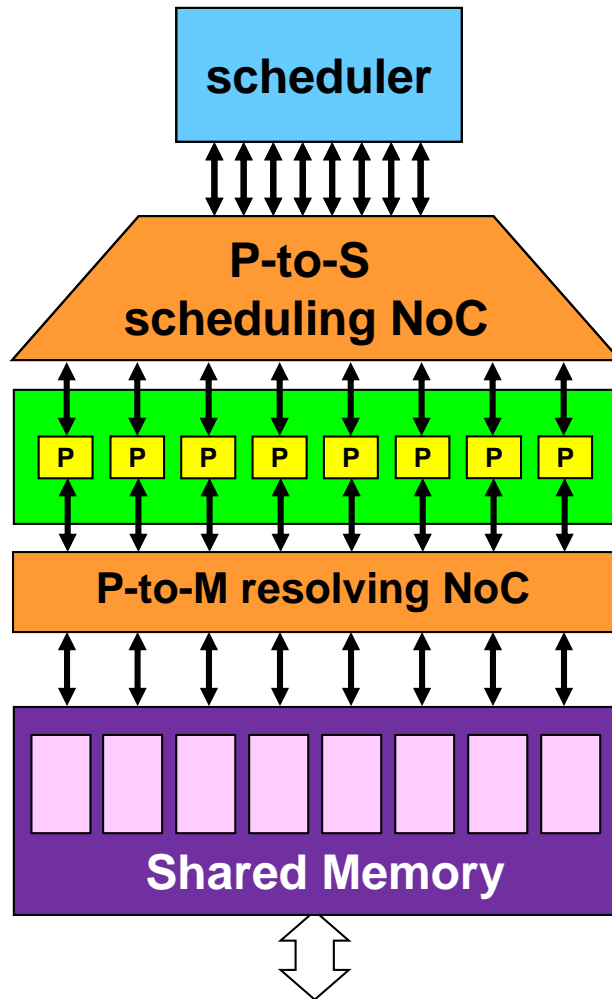 scheduler
P-to-S
scheduling NoC
P P P P P P P P
P-to-M resolving NoC
Shared Memory